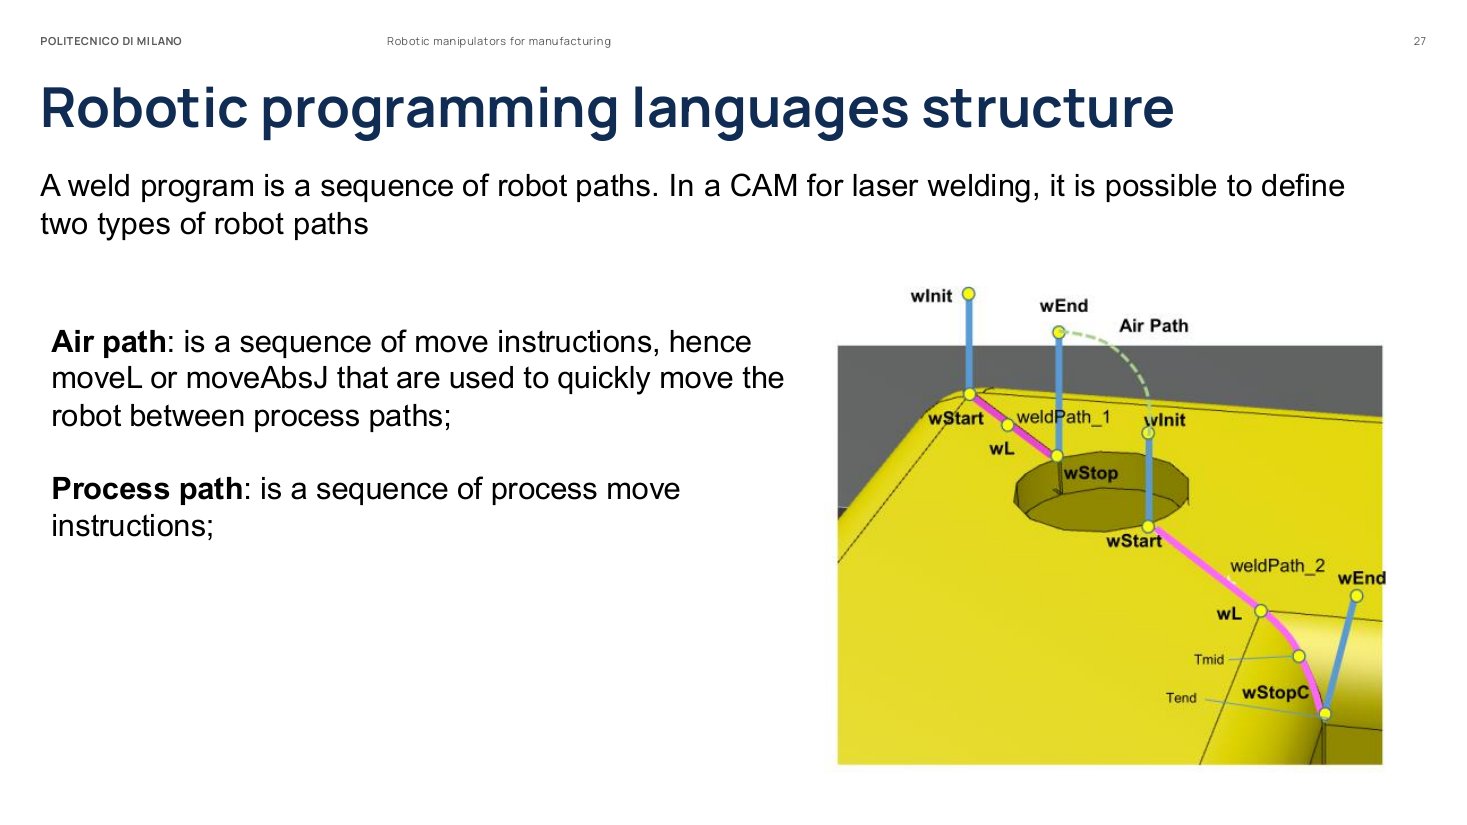 POLITECNICO DI MILANO
Robotic manipulators for manufacturing
27
Robotic programming languages structure
A weld program is a sequence of robot paths. In a CAM for laser welding, it is possible to define
two types of robot paths
Air path: is a sequence of move instructions, hence
moveL or moveAbsJ that are used to quickly move the
robot between process paths;
Process path: is a sequence of process move
instructions;
wInit
wEnd
Air Path
wStart
weldPath_1
wInit
wL
wStop
wStart
weldPath_2
wEnd
wL
Tmid
wStopC
Tend